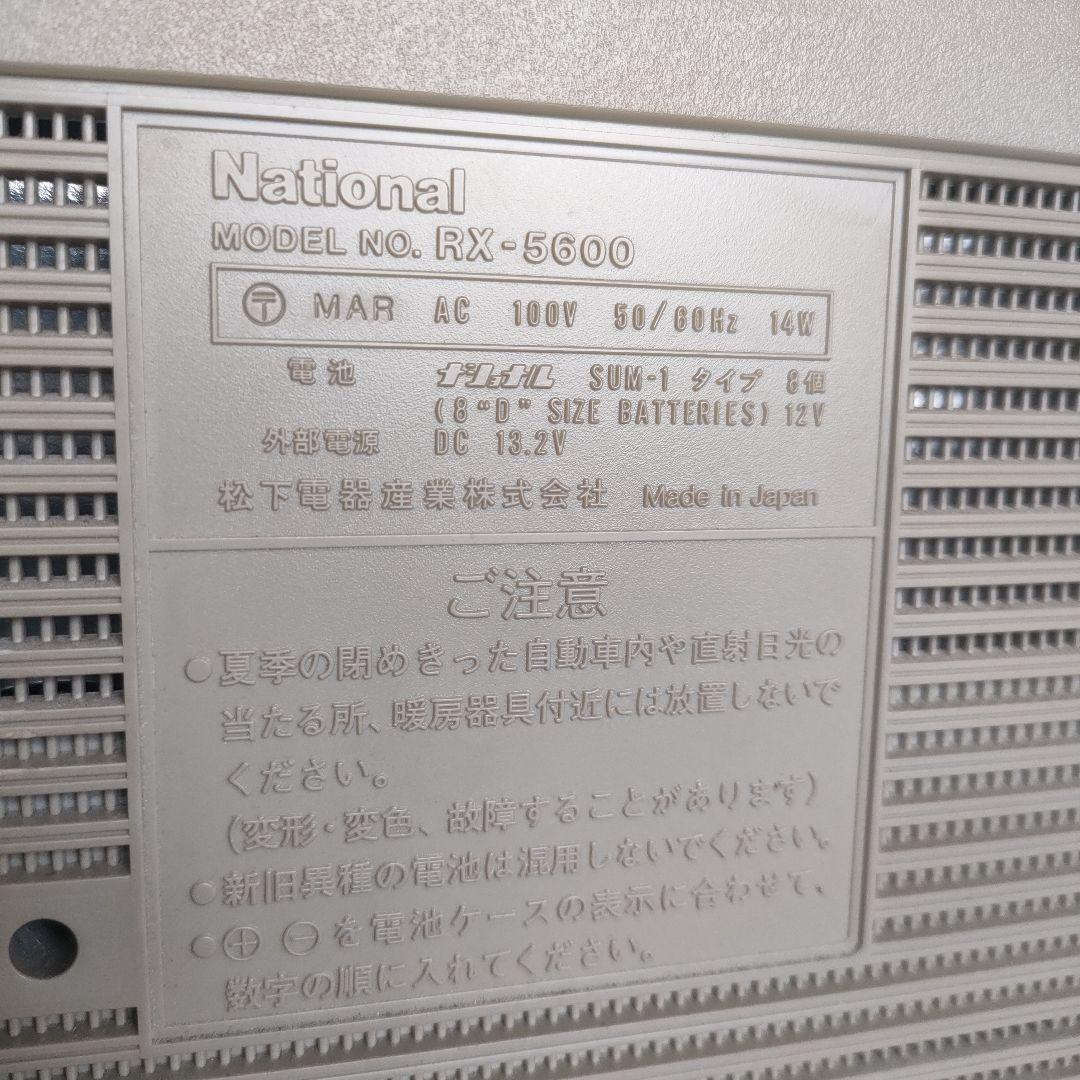 National
MODEL NO. RX-5600
〒 MAR AC 100V 50/60Hz 14W
電池 ナショナル SUM-1 タイプ 8個
(8 "D" SIZE BATTERIES) 12V
外部電源 DC 13.2V
松下電器産業株式会社 Made in Japan
ご注意
○夏季の閉めきった自動車内や直射日光の
当たる所、暖房器具付近には放置しないで
ください。
(変形・変色、故障することがあります)
○新旧異種の電池は混用しないでください。
○⊕ ⊖を電池ケースの表示に合わせて、
数字の順に入れてください。